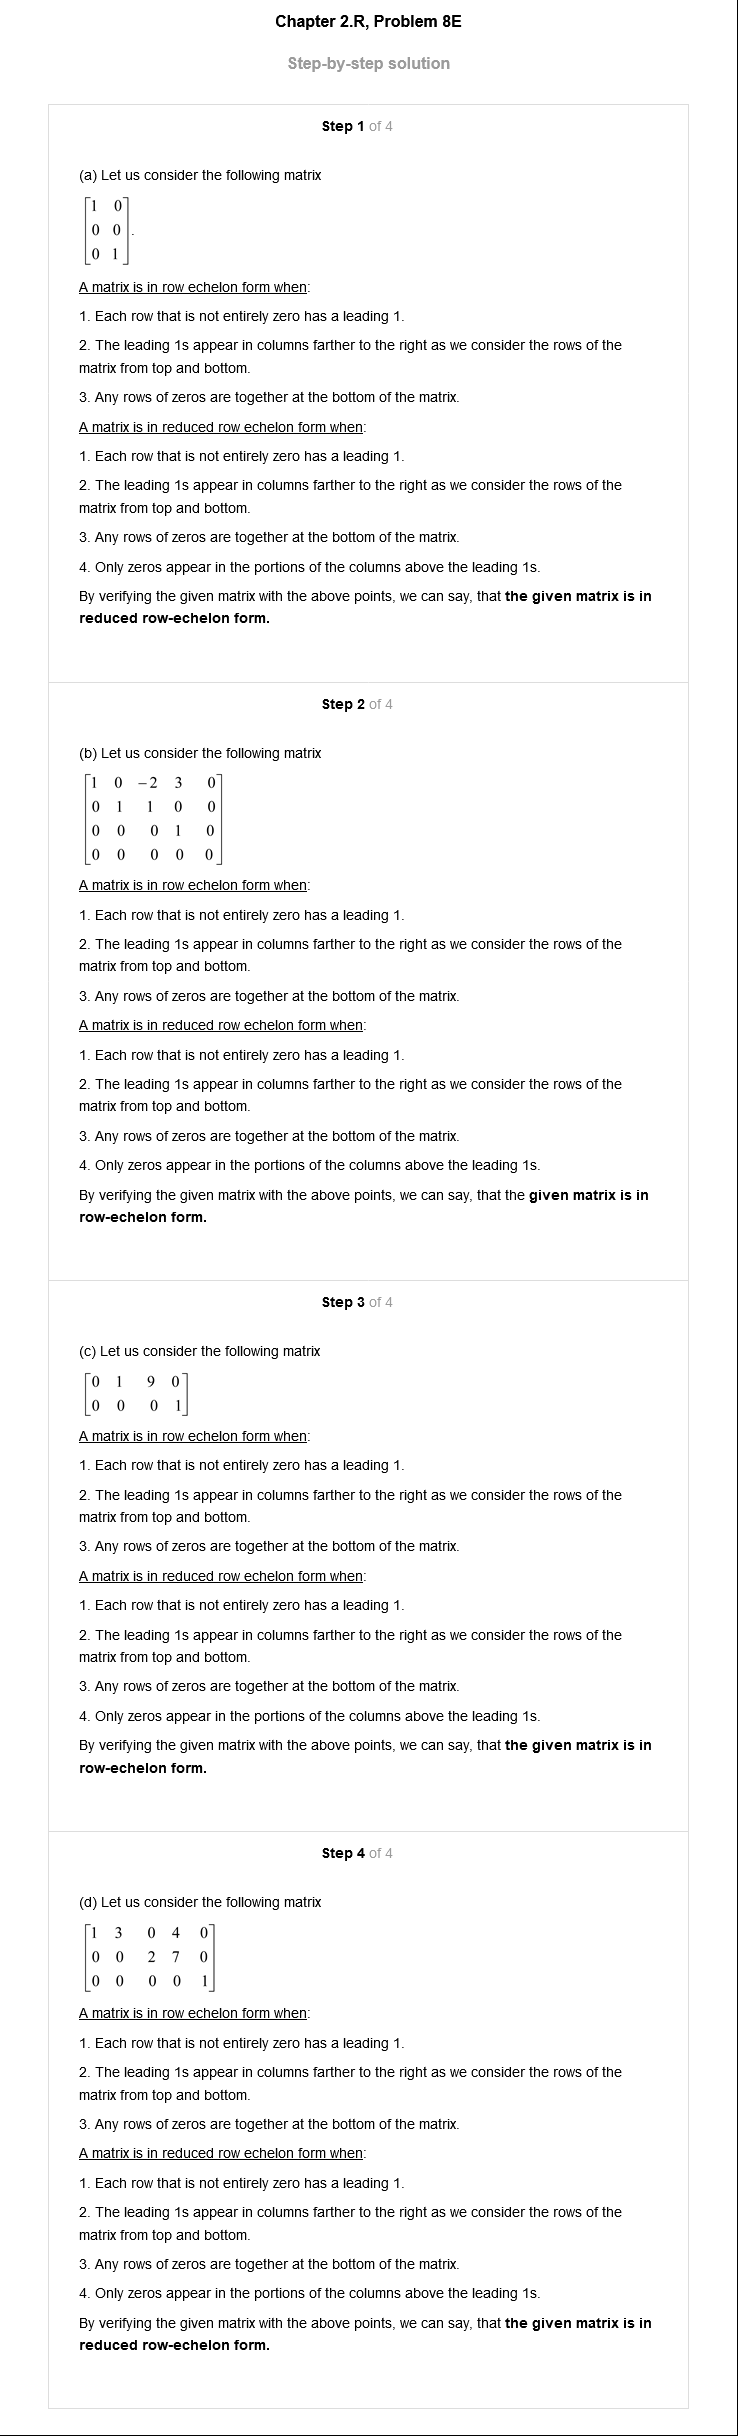 Chapter 2.R, Problem 8E
Step-by-step solution
Step 1 of 4
(a) Let us consider the following matrix
[1 0]
[0 0]
[0 1].
A matrix is in row echelon form when:
1. Each row that is not entirely zero has a leading 1.
2. The leading 1s appear in columns farther to the right as we consider the rows of the
matrix from top and bottom.
3. Any rows of zeros are together at the bottom of the matrix.
A matrix is in reduced row echelon form when:
1. Each row that is not entirely zero has a leading 1.
2. The leading 1s appear in columns farther to the right as we consider the rows of the
matrix from top and bottom.
3. Any rows of zeros are together at the bottom of the matrix.
4. Only zeros appear in the portions of the columns above the leading 1s.
By verifying the given matrix with the above points, we can say, that the given matrix is in
reduced row-echelon form.
Step 2 of 4
(b) Let us consider the following matrix
[1 0 −2 3 0]
[0 1 1 0 0]
[0 0 0 1 0]
[0 0 0 0 0]
A matrix is in row echelon form when:
1. Each row that is not entirely zero has a leading 1.
2. The leading 1s appear in columns farther to the right as we consider the rows of the
matrix from top and bottom.
3. Any rows of zeros are together at the bottom of the matrix.
A matrix is in reduced row echelon form when:
1. Each row that is not entirely zero has a leading 1.
2. The leading 1s appear in columns farther to the right as we consider the rows of the
matrix from top and bottom.
3. Any rows of zeros are together at the bottom of the matrix.
4. Only zeros appear in the portions of the columns above the leading 1s.
By verifying the given matrix with the above points, we can say, that the given matrix is in
row-echelon form.
Step 3 of 4
(c) Let us consider the following matrix
[0 1 9 0]
[0 0 0 1]
A matrix is in row echelon form when:
1. Each row that is not entirely zero has a leading 1.
2. The leading 1s appear in columns farther to the right as we consider the rows of the
matrix from top and bottom.
3. Any rows of zeros are together at the bottom of the matrix.
A matrix is in reduced row echelon form when:
1. Each row that is not entirely zero has a leading 1.
2. The leading 1s appear in columns farther to the right as we consider the rows of the
matrix from top and bottom.
3. Any rows of zeros are together at the bottom of the matrix.
4. Only zeros appear in the portions of the columns above the leading 1s.
By verifying the given matrix with the above points, we can say, that the given matrix is in
row-echelon form.
Step 4 of 4
(d) Let us consider the following matrix
[1 3 0 4 0]
[0 0 2 7 0]
[0 0 0 0 1]
A matrix is in row echelon form when:
1. Each row that is not entirely zero has a leading 1.
2. The leading 1s appear in columns farther to the right as we consider the rows of the
matrix from top and bottom.
3. Any rows of zeros are together at the bottom of the matrix.
A matrix is in reduced row echelon form when:
1. Each row that is not entirely zero has a leading 1.
2. The leading 1s appear in columns farther to the right as we consider the rows of the
matrix from top and bottom.
3. Any rows of zeros are together at the bottom of the matrix.
4. Only zeros appear in the portions of the columns above the leading 1s.
By verifying the given matrix with the above points, we can say, that the given matrix is in
reduced row-echelon form.